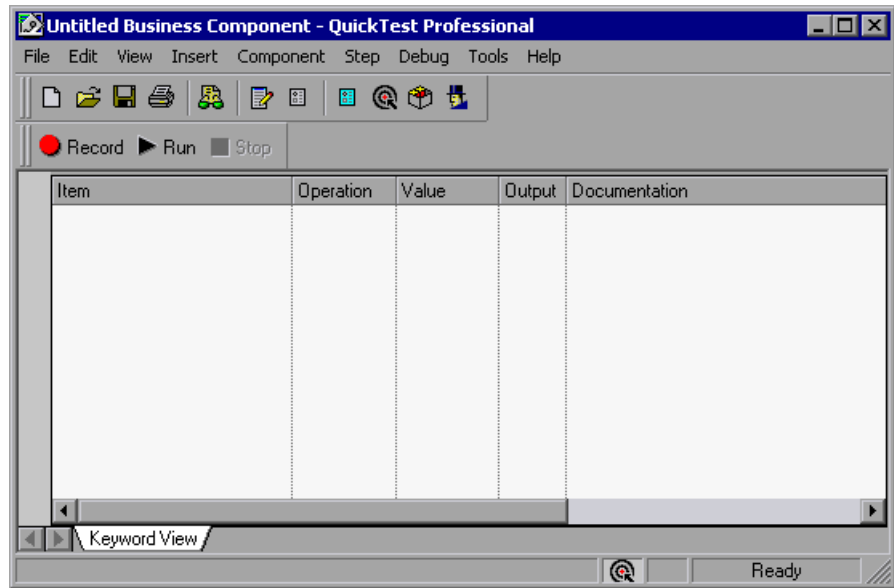 Untitled Business Component - QuickTest Professional
File Edit View Insert Component Step Debug Tools Help
Record Run Stop
Item Operation Value Output Documentation
Keyword View
Ready